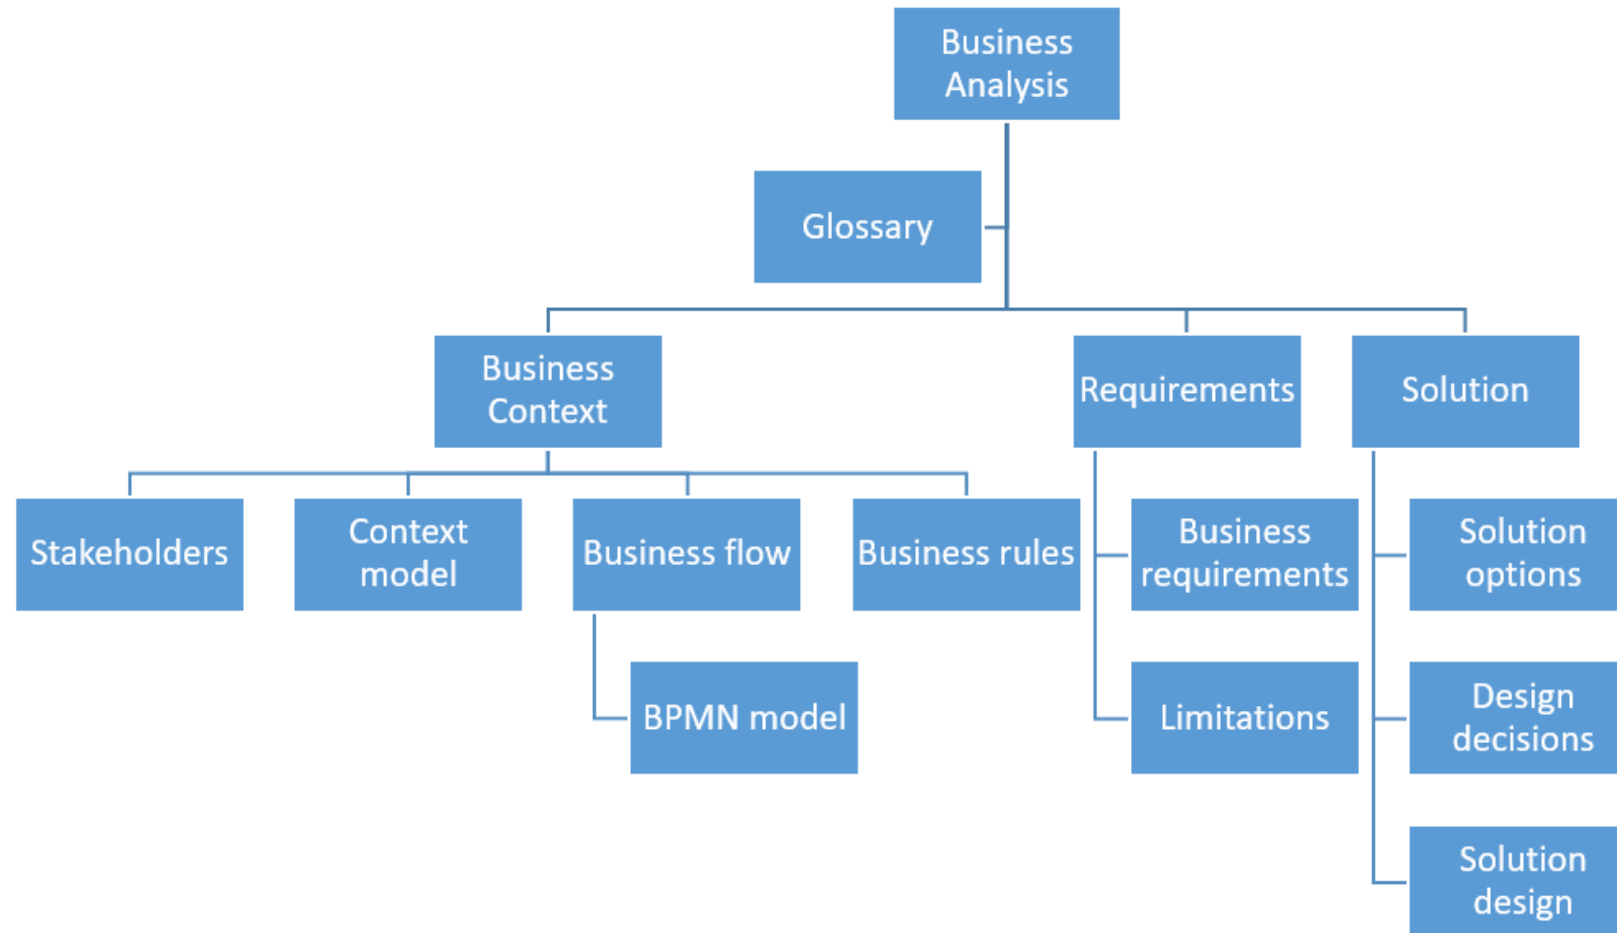 Business
Analysis
Glossary
Business
Context
Requirements
Solution
Stakeholders
Context
model
Business flow
Business rules
Business
requirements
Solution
options
BPMN model
Limitations
Design
decisions
Solution
design